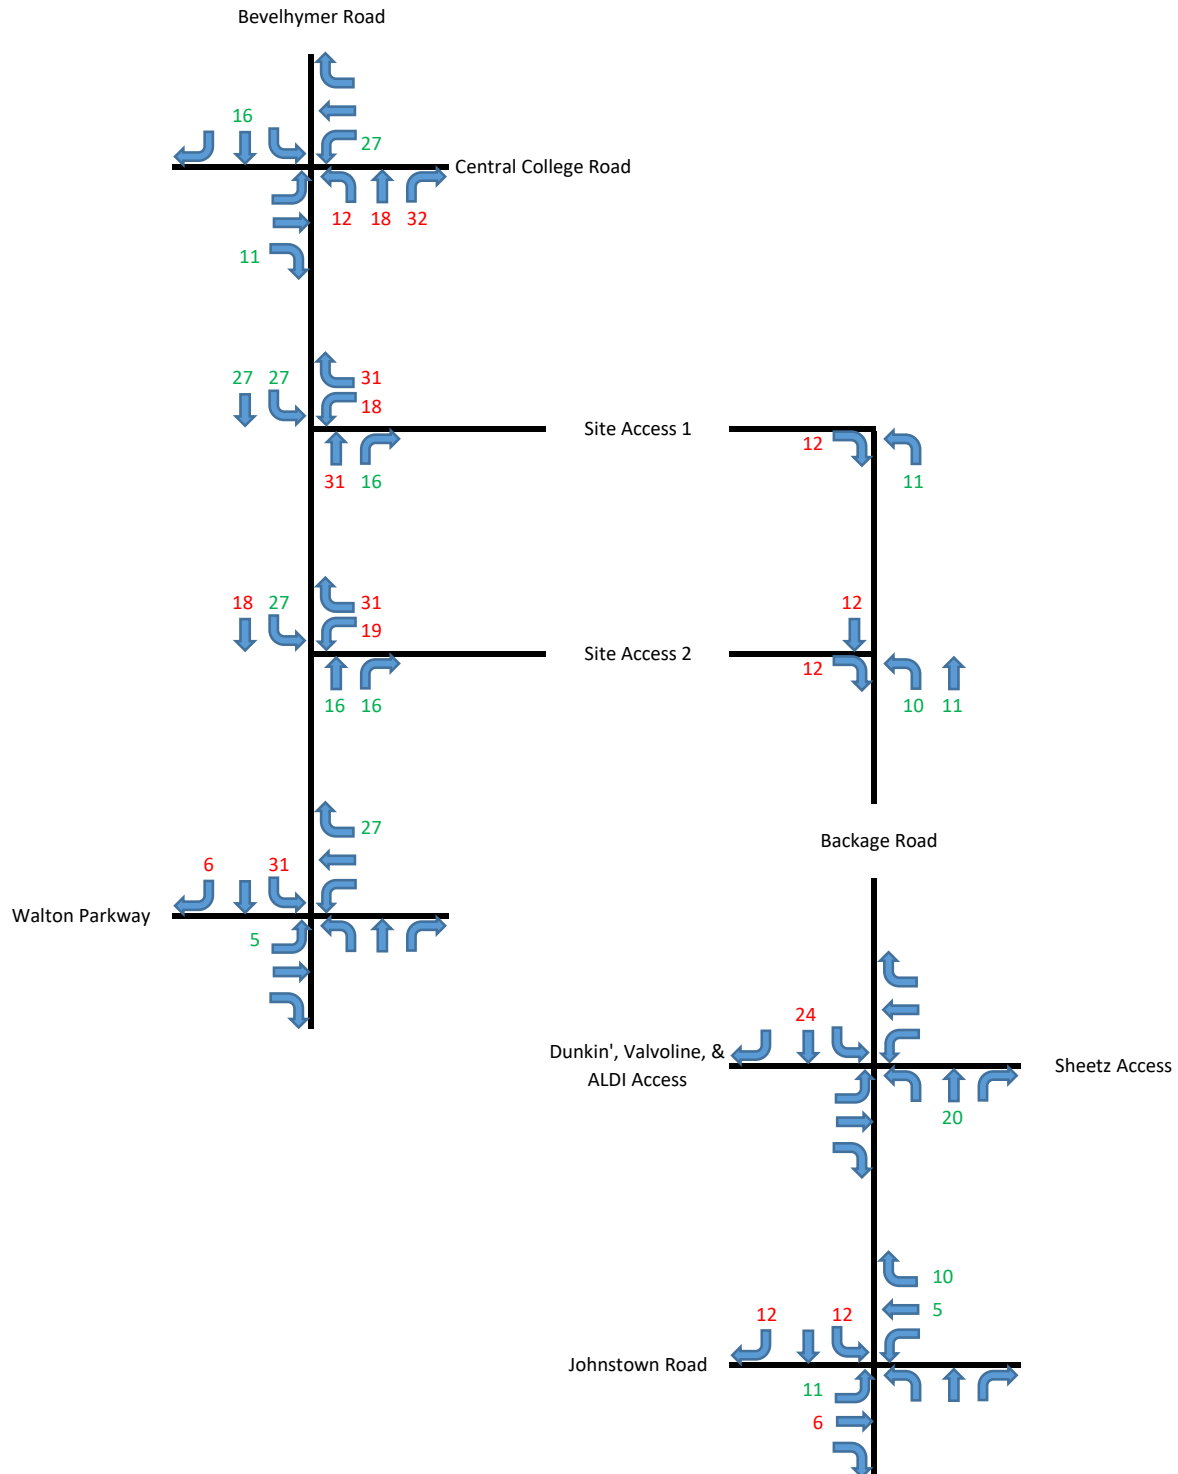 Bevelhymer Road
16
27
Central College Road
12 18 32
11
27 27 31
18
Site Access 1
12
31 16
11
18 27 31
19
12
Site Access 2
12
16 16
10 11
27
Backage Road
6 31
Walton Parkway
5
24
Dunkin', Valvoline, &
ALDI Access
Sheetz Access
20
10
12 12 5
Johnstown Road
11
6